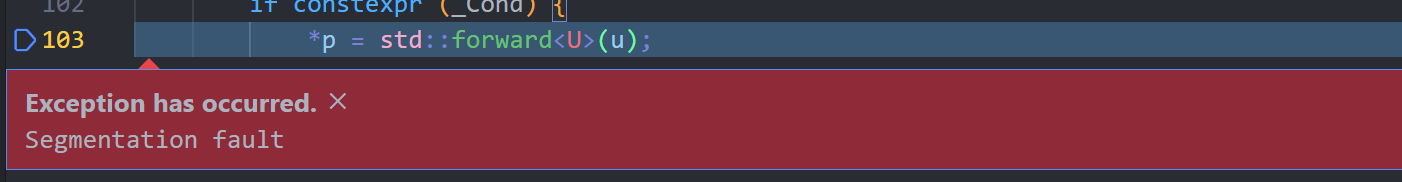 102 if constexpr (_Cond) {
103 *p = std::forward<U>(u);
Exception has occurred. ×
Segmentation fault